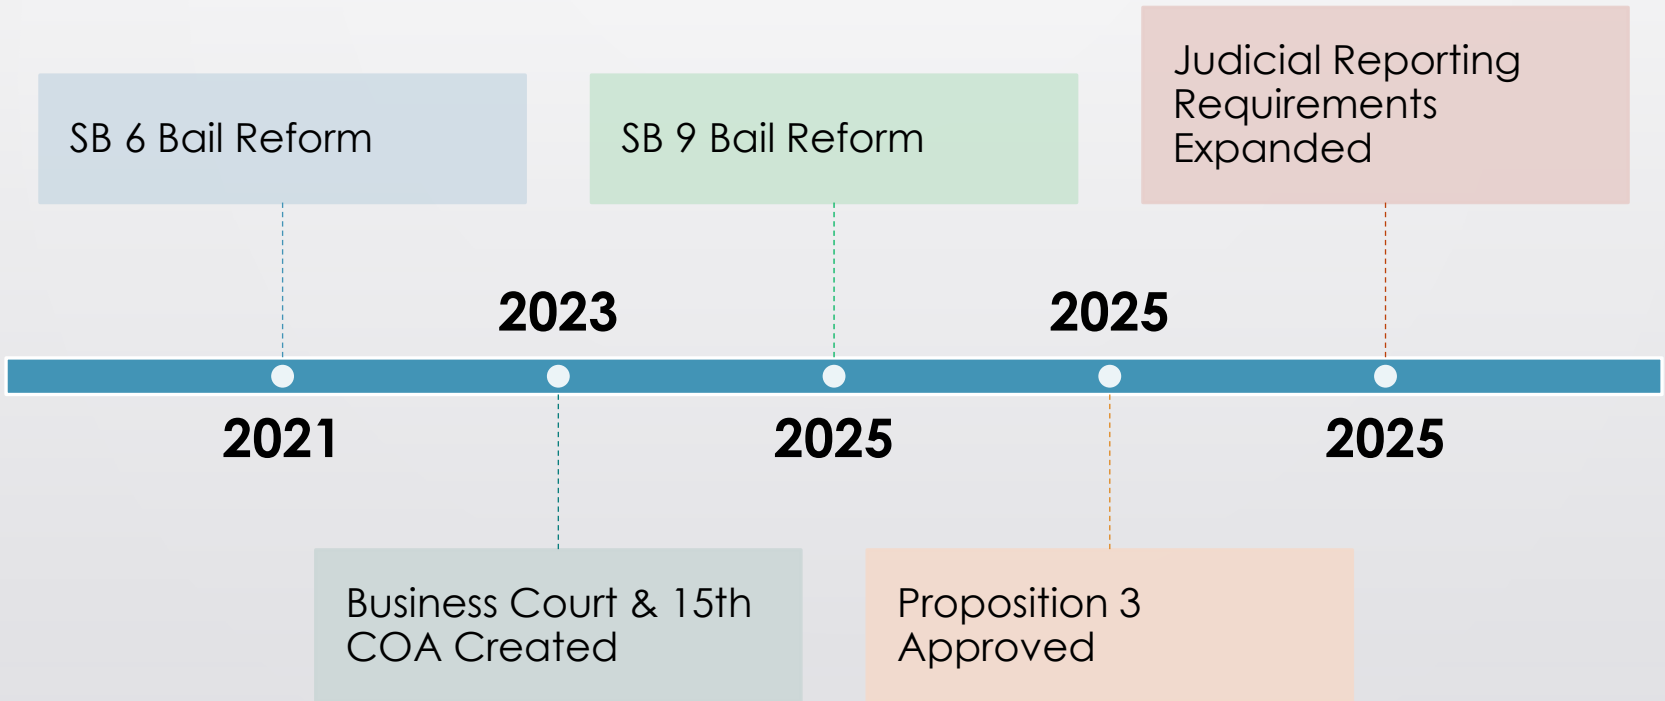 SB 6 Bail Reform
2021
2023
Business Court & 15th
COA Created
SB 9 Bail Reform
2025
2025
Proposition 3
Approved
Judicial Reporting
Requirements
Expanded
2025